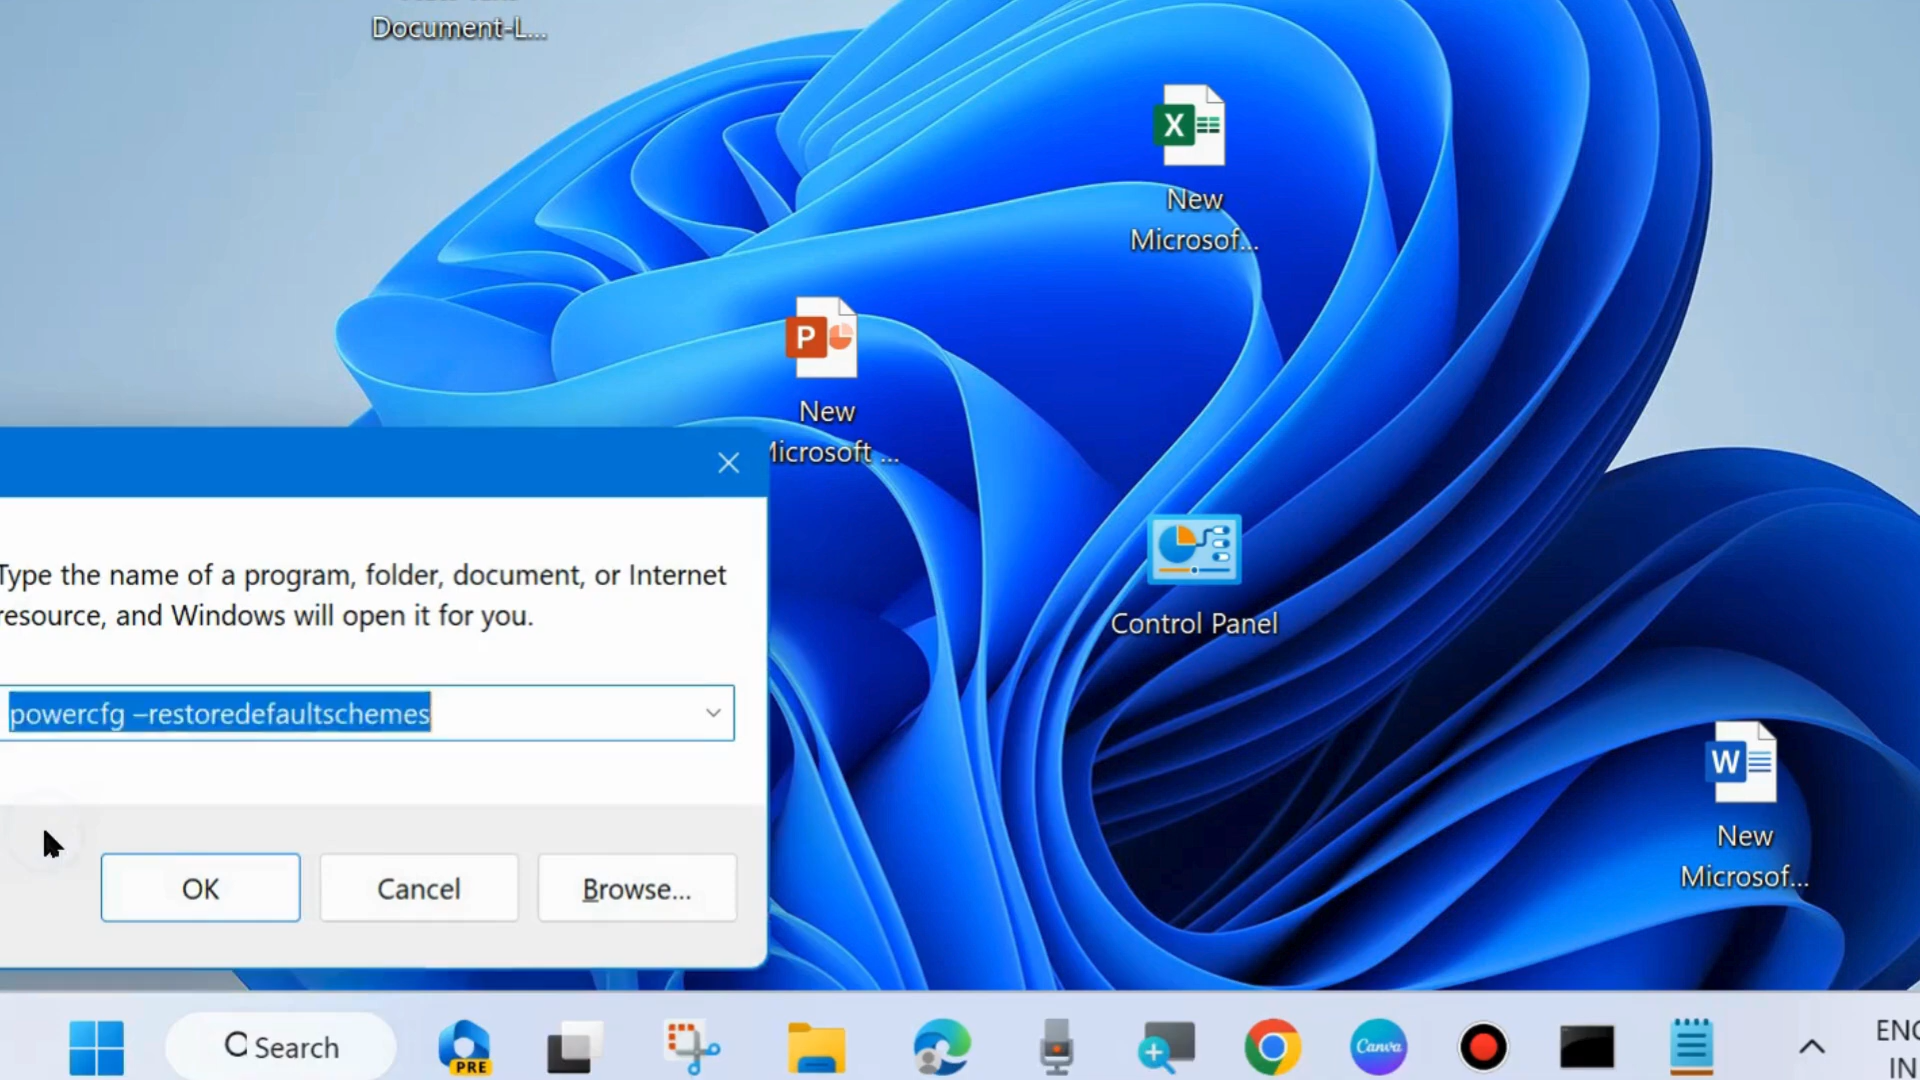 Document-L...
X
New
Microsof...
P
New
Microsoft ...
Type the name of a program, folder, document, or Internet
resource, and Windows will open it for you.
Control Panel
powercfg –restoredefaultschemes
W
New
Microsof...
OK
Cancel
Browse...
Search
PRE
Canva
ENG
IN